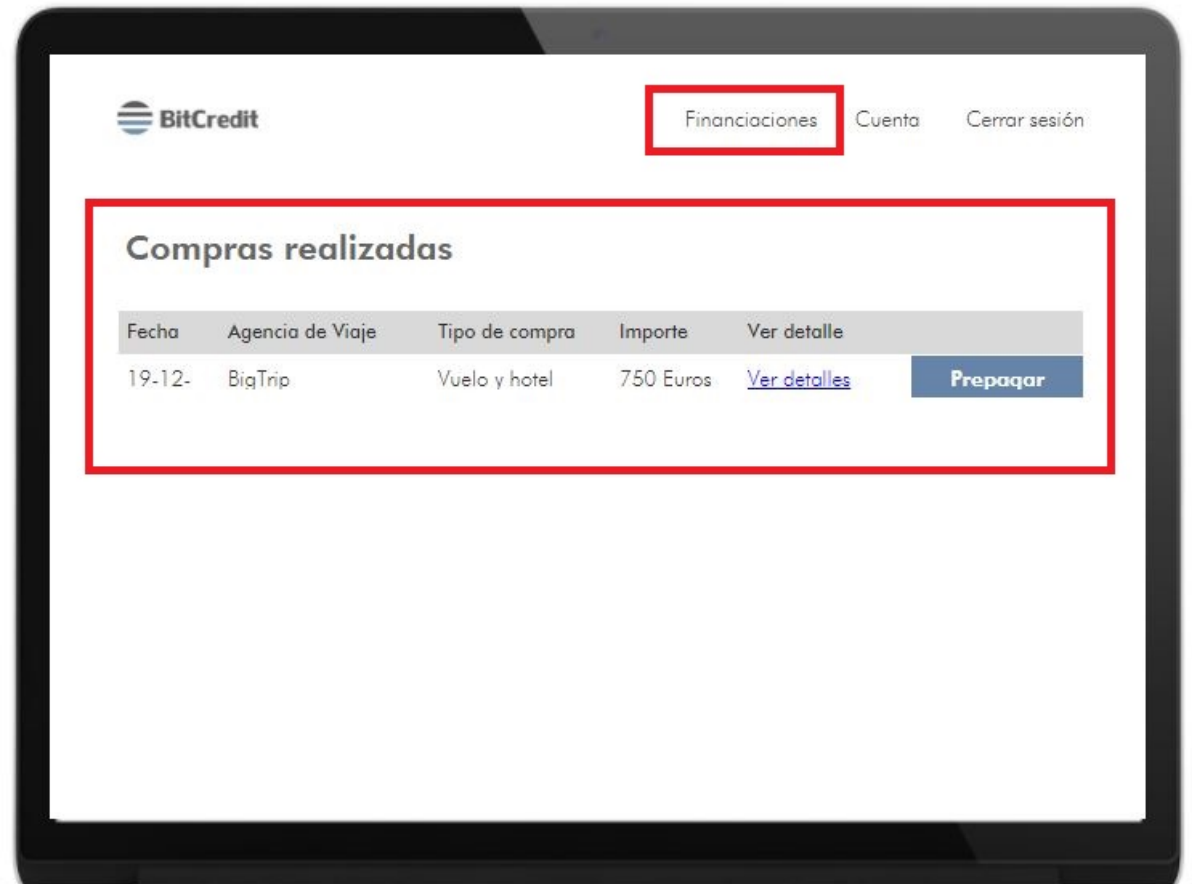 BitCredit
Financiaciones Cuenta Cerrar sesión
Compras realizadas
Fecha Agencia de Viaje Tipo de compra Importe Ver detalle
19-12- BigTrip Vuelo y hotel 750 Euros Ver detalles Prepagar